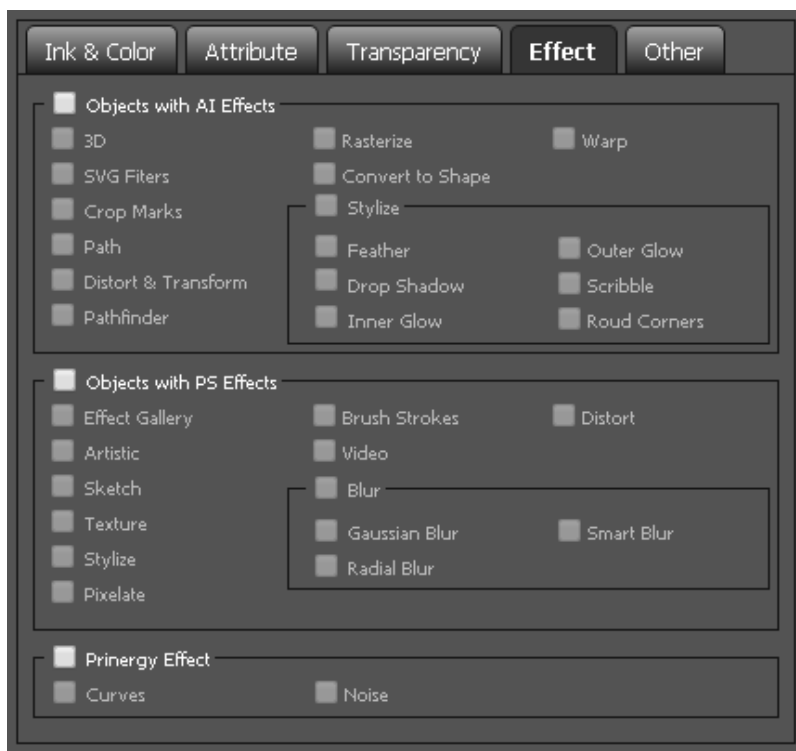 Ink & Color Attribute Transparency Effect Other
Objects with AI Effects
3D Rasterize Warp
SVG Fiters Convert to Shape
Crop Marks Stylize
Path Feather Outer Glow
Distort & Transform Drop Shadow Scribble
Pathfinder Inner Glow Roud Corners
Objects with PS Effects
Effect Gallery Brush Strokes Distort
Artistic Video
Sketch Blur
Texture Gaussian Blur Smart Blur
Stylize Radial Blur
Pixelate
Prinergy Effect
Curves Noise